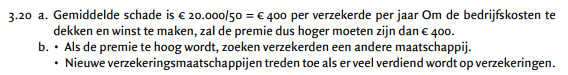 3.20 a. Gemiddelde schade is € 20.000/50 = € 400 per verzekerde per jaar Om de bedrijfskosten te
dekken en winst te maken, zal de premie dus hoger moeten zijn dan € 400.
b. • Als de premie te hoog wordt, zoeken verzekerden een andere maatschappij.
• Nieuwe verzekeringsmaatschappijen treden toe als er veel verdiend wordt op verzekeringen.